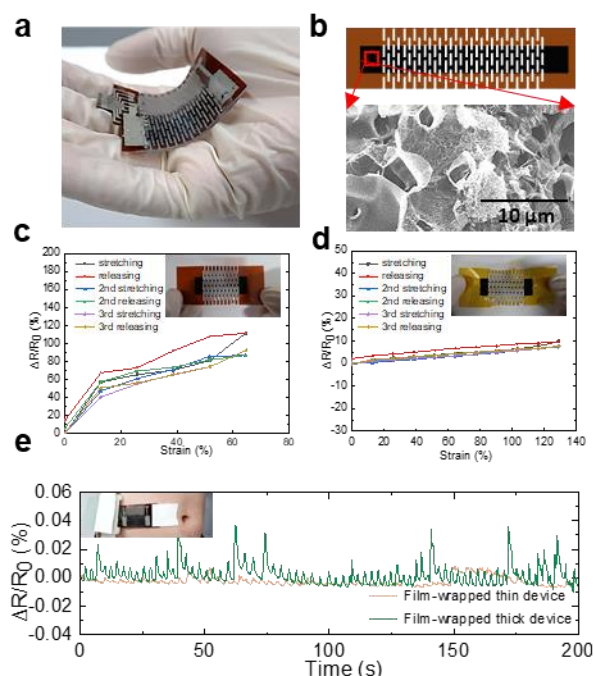 a
b
10 µm
c
200
180
160
140
120
100
80
60
40
20
0
ΔR/R0 (%)
stretching
releasing
2nd stretching
2nd releasing
3rd stretching
3rd releasing
0 20 40 60 80
Strain (%)
d
50
40
30
20
10
0
-10
-20
-30
ΔR/R0 (%)
stretching
releasing
2nd stretching
2nd releasing
3rd stretching
3rd releasing
0 20 40 60 80 100 120 140
Strain (%)
e
0.06
0.04
0.02
0.00
-0.02
-0.04
ΔR/R0 (%)
Film-wrapped thin device
Film-wrapped thick device
0 50 100 150 200
Time (s)